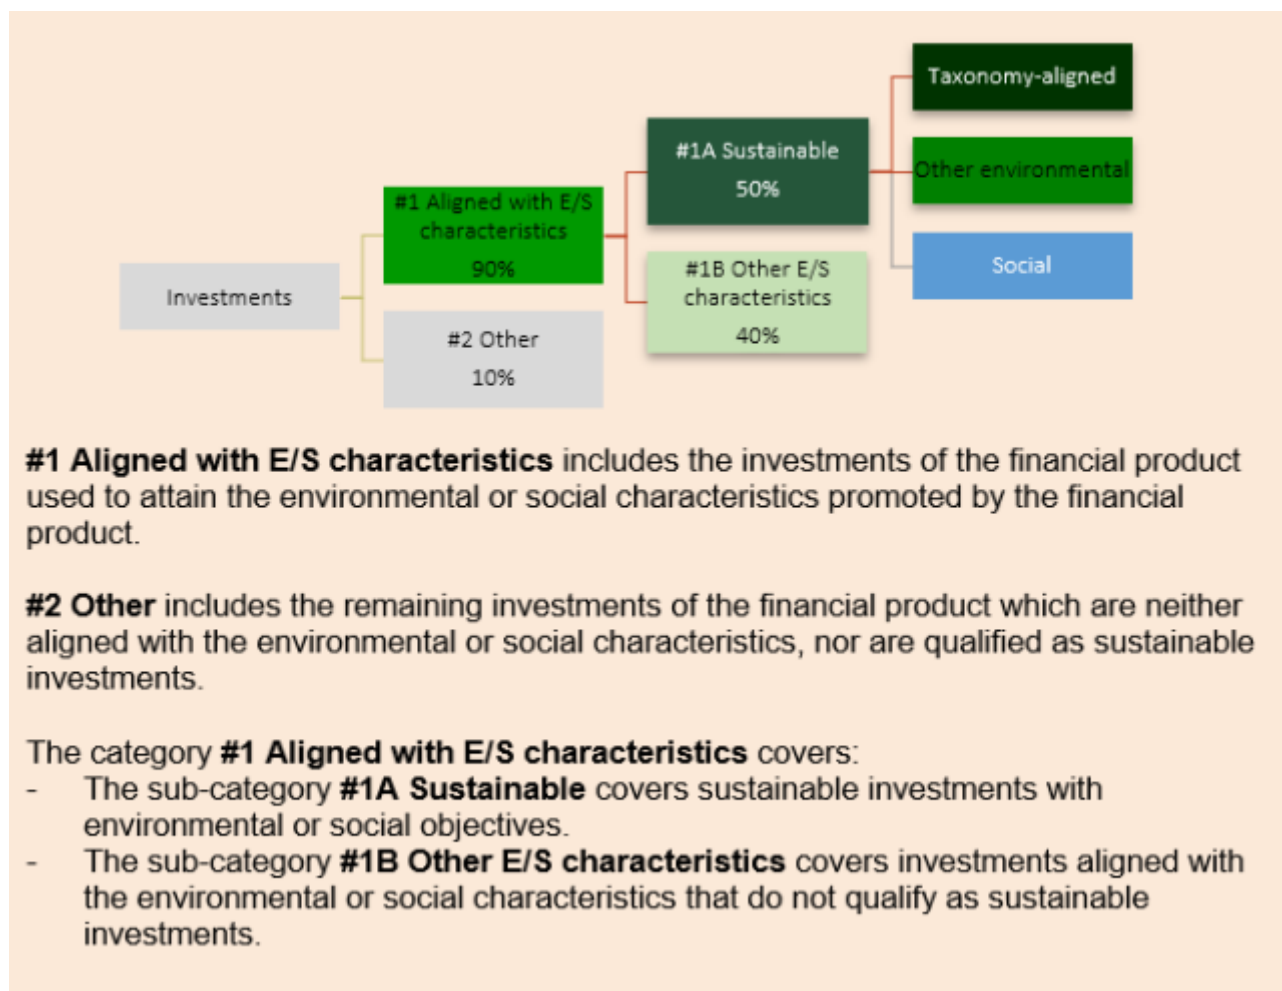 Taxonomy-aligned
#1A Sustainable
50%
Other environmental
#1 Aligned with E/S
characteristics
90%
Social
#1B Other E/S
characteristics
40%
Investments
#2 Other
10%
#1 Aligned with E/S characteristics includes the investments of the financial product
used to attain the environmental or social characteristics promoted by the financial
product.
#2 Other includes the remaining investments of the financial product which are neither
aligned with the environmental or social characteristics, nor are qualified as sustainable
investments.
The category #1 Aligned with E/S characteristics covers:
- The sub-category #1A Sustainable covers sustainable investments with
environmental or social objectives.
- The sub-category #1B Other E/S characteristics covers investments aligned with
the environmental or social characteristics that do not qualify as sustainable
investments.